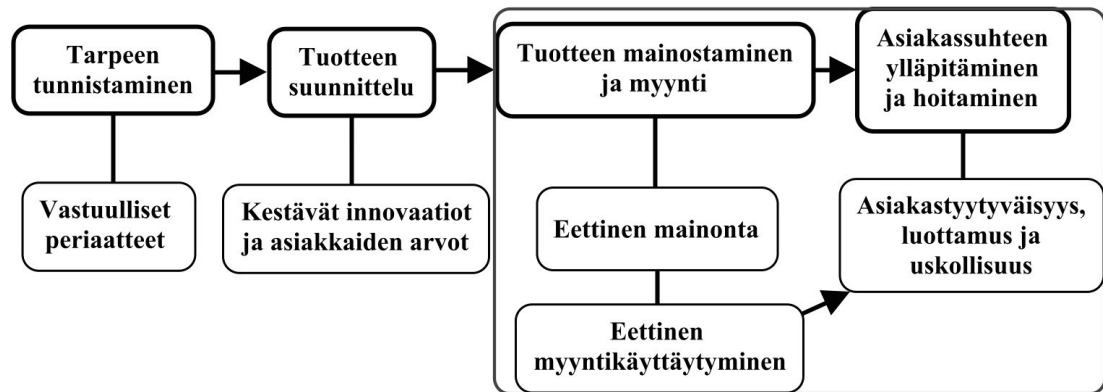 Tarpeen
tunnistaminen
Tuotteen
suunnittelu
Tuotteen mainostaminen
ja myynti
Asiakassuhteen
ylläpitäminen
ja hoitaminen
Vastuulliset
periaatteet
Kestävät innovaatiot
ja asiakkaiden arvot
Eettinen mainonta
Asiakastyytyväisyys,
luottamus ja
uskollisuus
Eettinen
myyntikäyttäytyminen